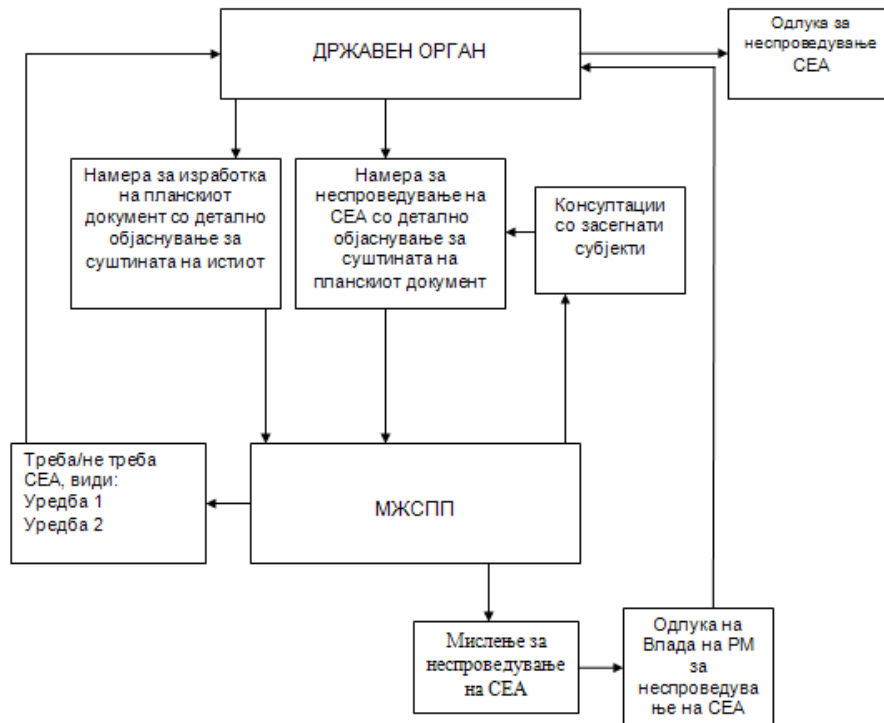 ДРЖАВЕН ОРГАН
Одлука за
неспроведување
СЕА
Намера за изработка
на планскиот
документ со детално
објаснување за
суштината на истиот
Намера за
неспроведување на
СЕА со детално
објаснување за
суштината на
планскиот документ
Консултации
со засегнати
субјекти
Треба/не треба
СЕА, види:
Уредба 1
Уредба 2
МЖСПП
Мислење за
неспроведување
на СЕА
Одлука на
Влада на РМ
за
неспроведува
ње на СЕА